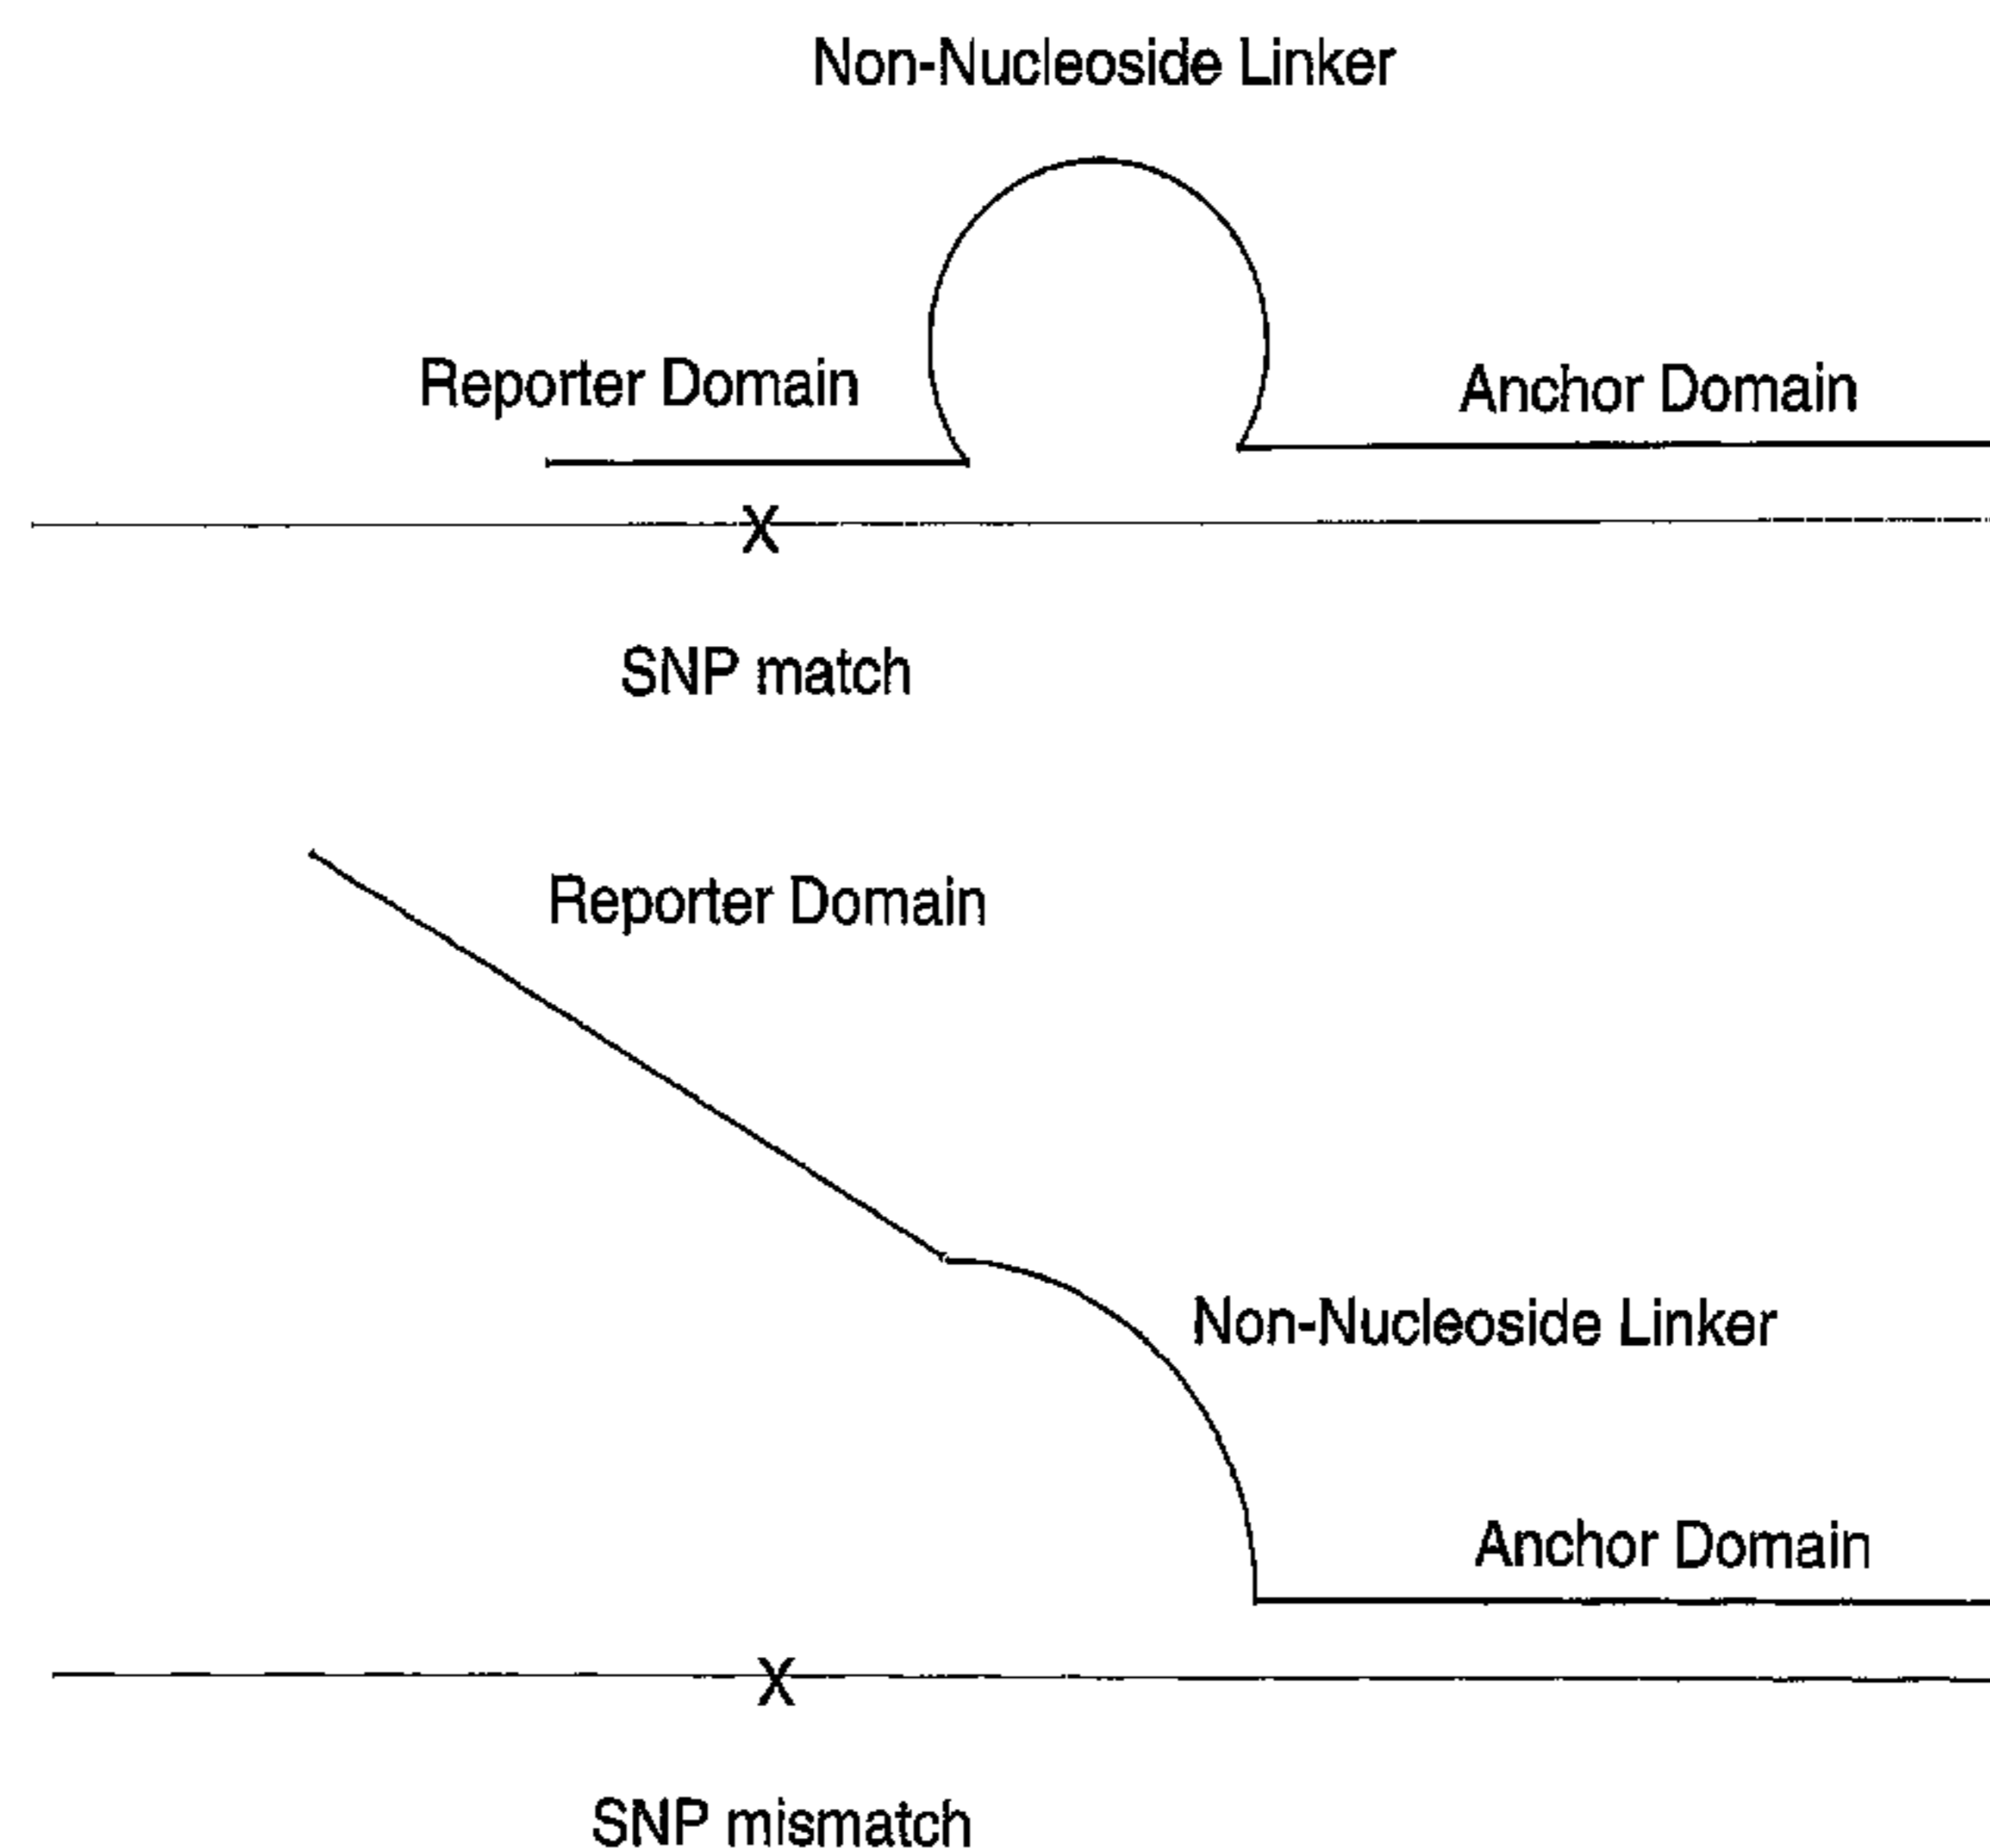 Non-Nucleoside Linker
Reporter Domain
Anchor Domain
X
SNP match
Reporter Domain
Non-Nucleoside Linker
Anchor Domain
X
SNP mismatch